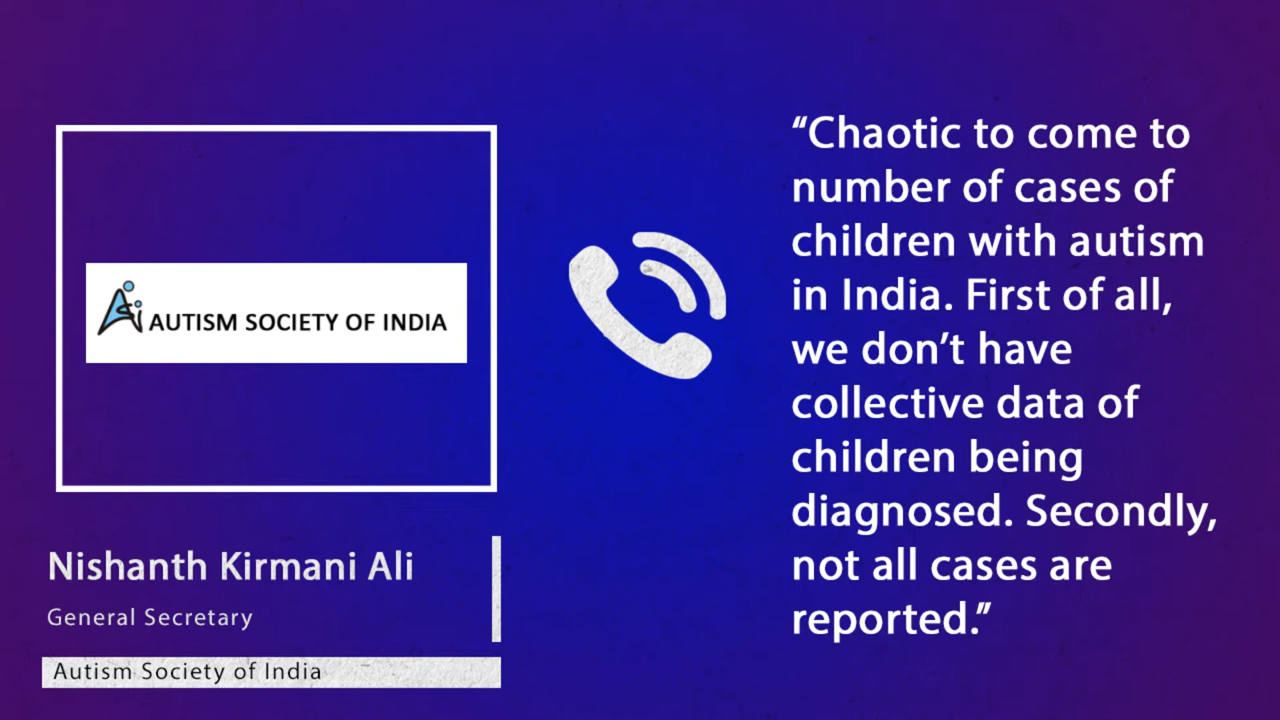 AUTISM SOCIETY OF INDIA
Nishanth Kirmani Ali
General Secretary
Autism Society of India
“Chaotic to come to
number of cases of
children with autism
in India. First of all,
we don’t have
collective data of
children being
diagnosed. Secondly,
not all cases are
reported.”